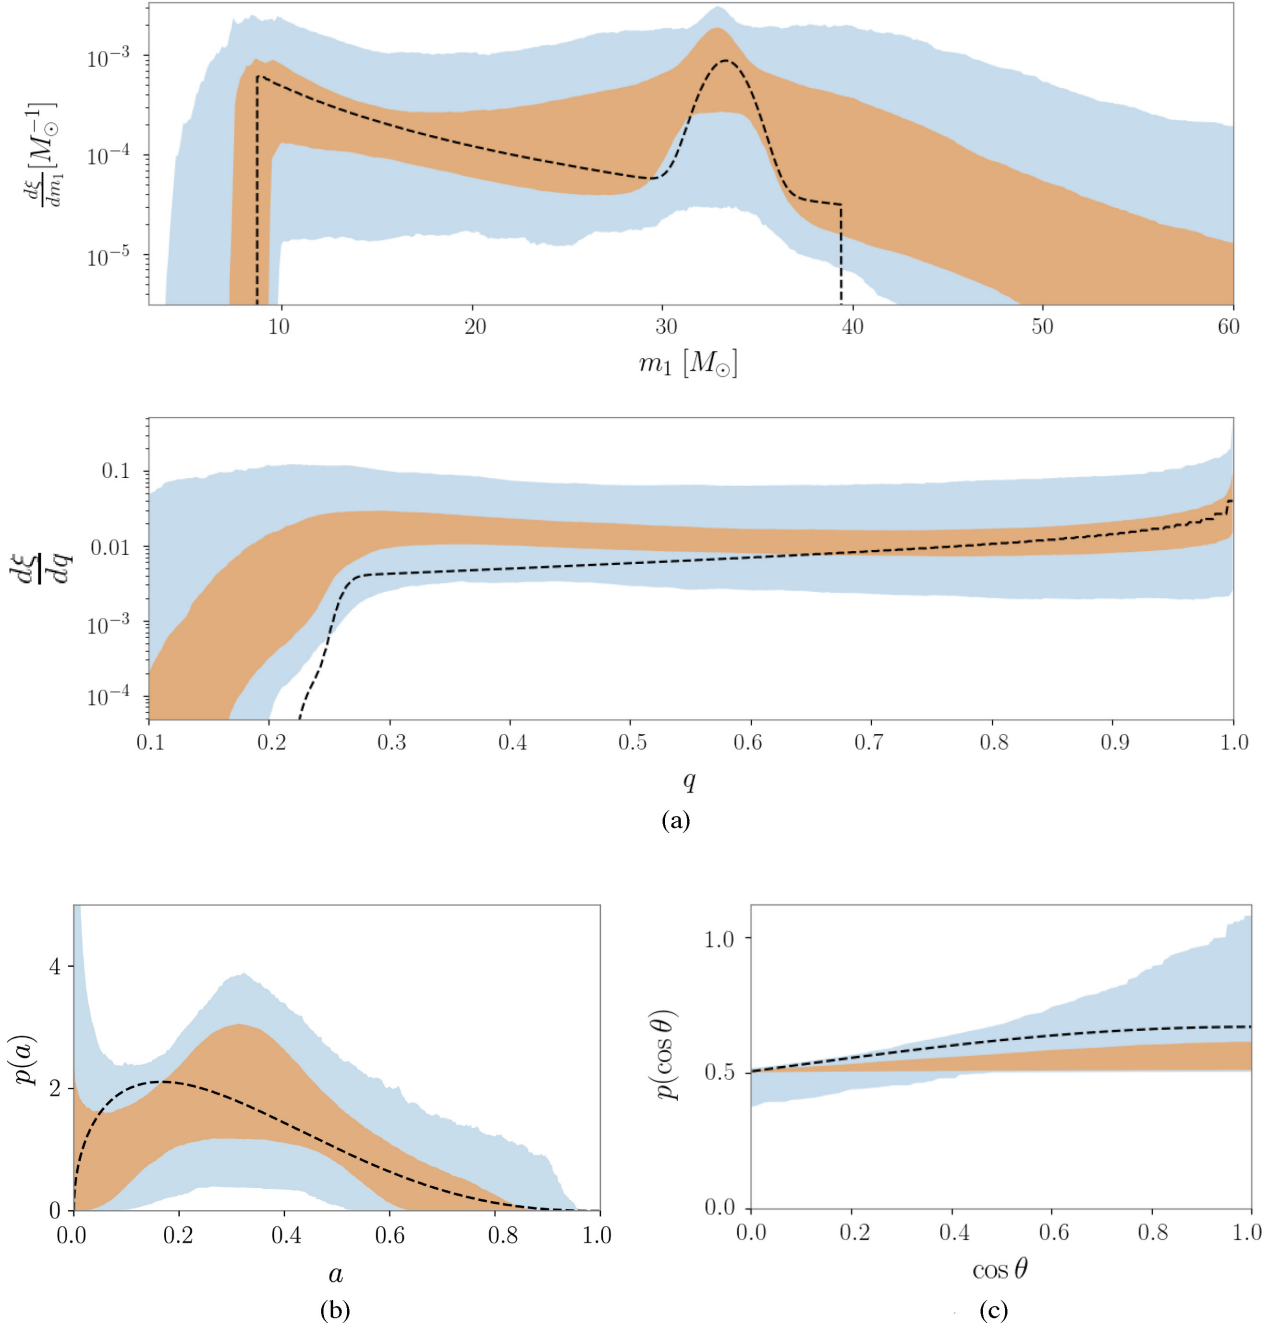 10⁻³
10⁻⁴
10⁻⁵
dξ/dm₁ [M⊙⁻¹]
10 20 30 40 50 60
m₁ [M⊙]
0.1
0.01
10⁻³
10⁻⁴
dξ/dq
0.1 0.2 0.3 0.4 0.5 0.6 0.7 0.8 0.9 1.0
q
(a)
4
2
0
p(a)
0.0 0.2 0.4 0.6 0.8 1.0
a
(b)
1.0
0.5
0.0
p(cos θ)
0.0 0.2 0.4 0.6 0.8 1.0
cos θ
(c)